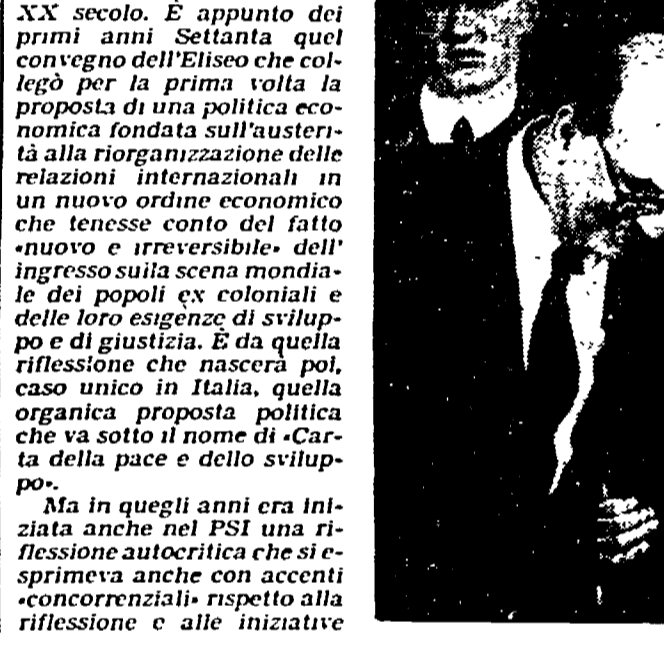 XX secolo. È appunto dei
primi anni Settanta quel
convegno dell'Eliseo che col-
legò per la prima volta la
proposta di una politica eco-
nomica fondata sull'austeri-
tà alla riorganizzazione delle
relazioni internazionali in
un nuovo ordine economico
che tenesse conto del fatto
«nuovo e irreversibile» dell'
ingresso sulla scena mondia-
le dei popoli ex coloniali e
delle loro esigenze di svilup-
po e di giustizia. È da quella
riflessione che nascerà poi,
caso unico in Italia, quella
organica proposta politica
che va sotto il nome di «Car-
ta della pace e dello svilup-
po».
Ma in quegli anni era ini-
ziata anche nel PSI una ri-
flessione autocritica che si e-
sprimeva anche con accenti
«concorrenziali» rispetto alla
riflessione e alle iniziative